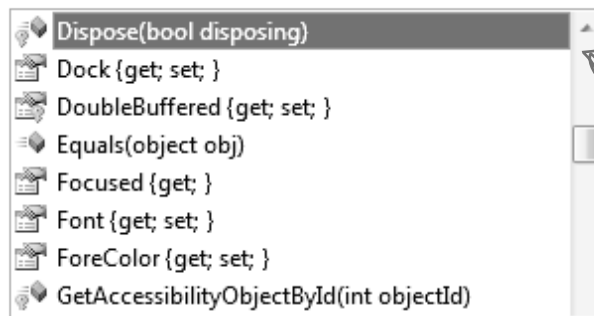 Dispose(bool disposing)
Dock {get; set; }
DoubleBuffered {get; set; }
Equals(object obj)
Focused {get; }
Font {get; set; }
ForeColor {get; set; }
GetAccessibilityObjectById(int objectId)